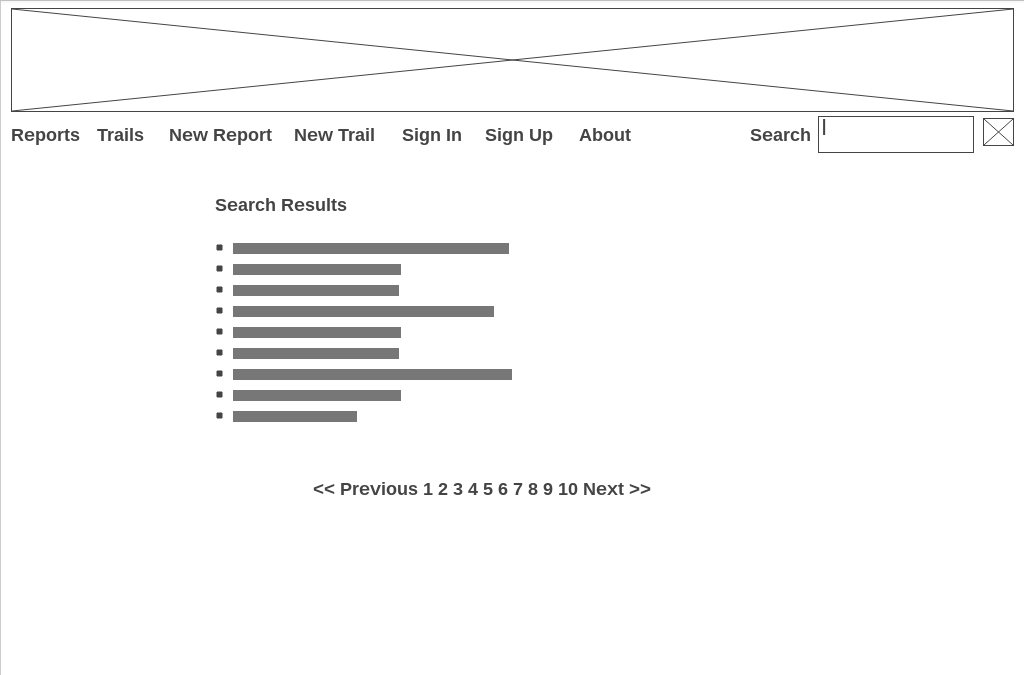 Reports Trails New Report New Trail Sign In Sign Up About Search
Search Results
<< Previous 1 2 3 4 5 6 7 8 9 10 Next >>